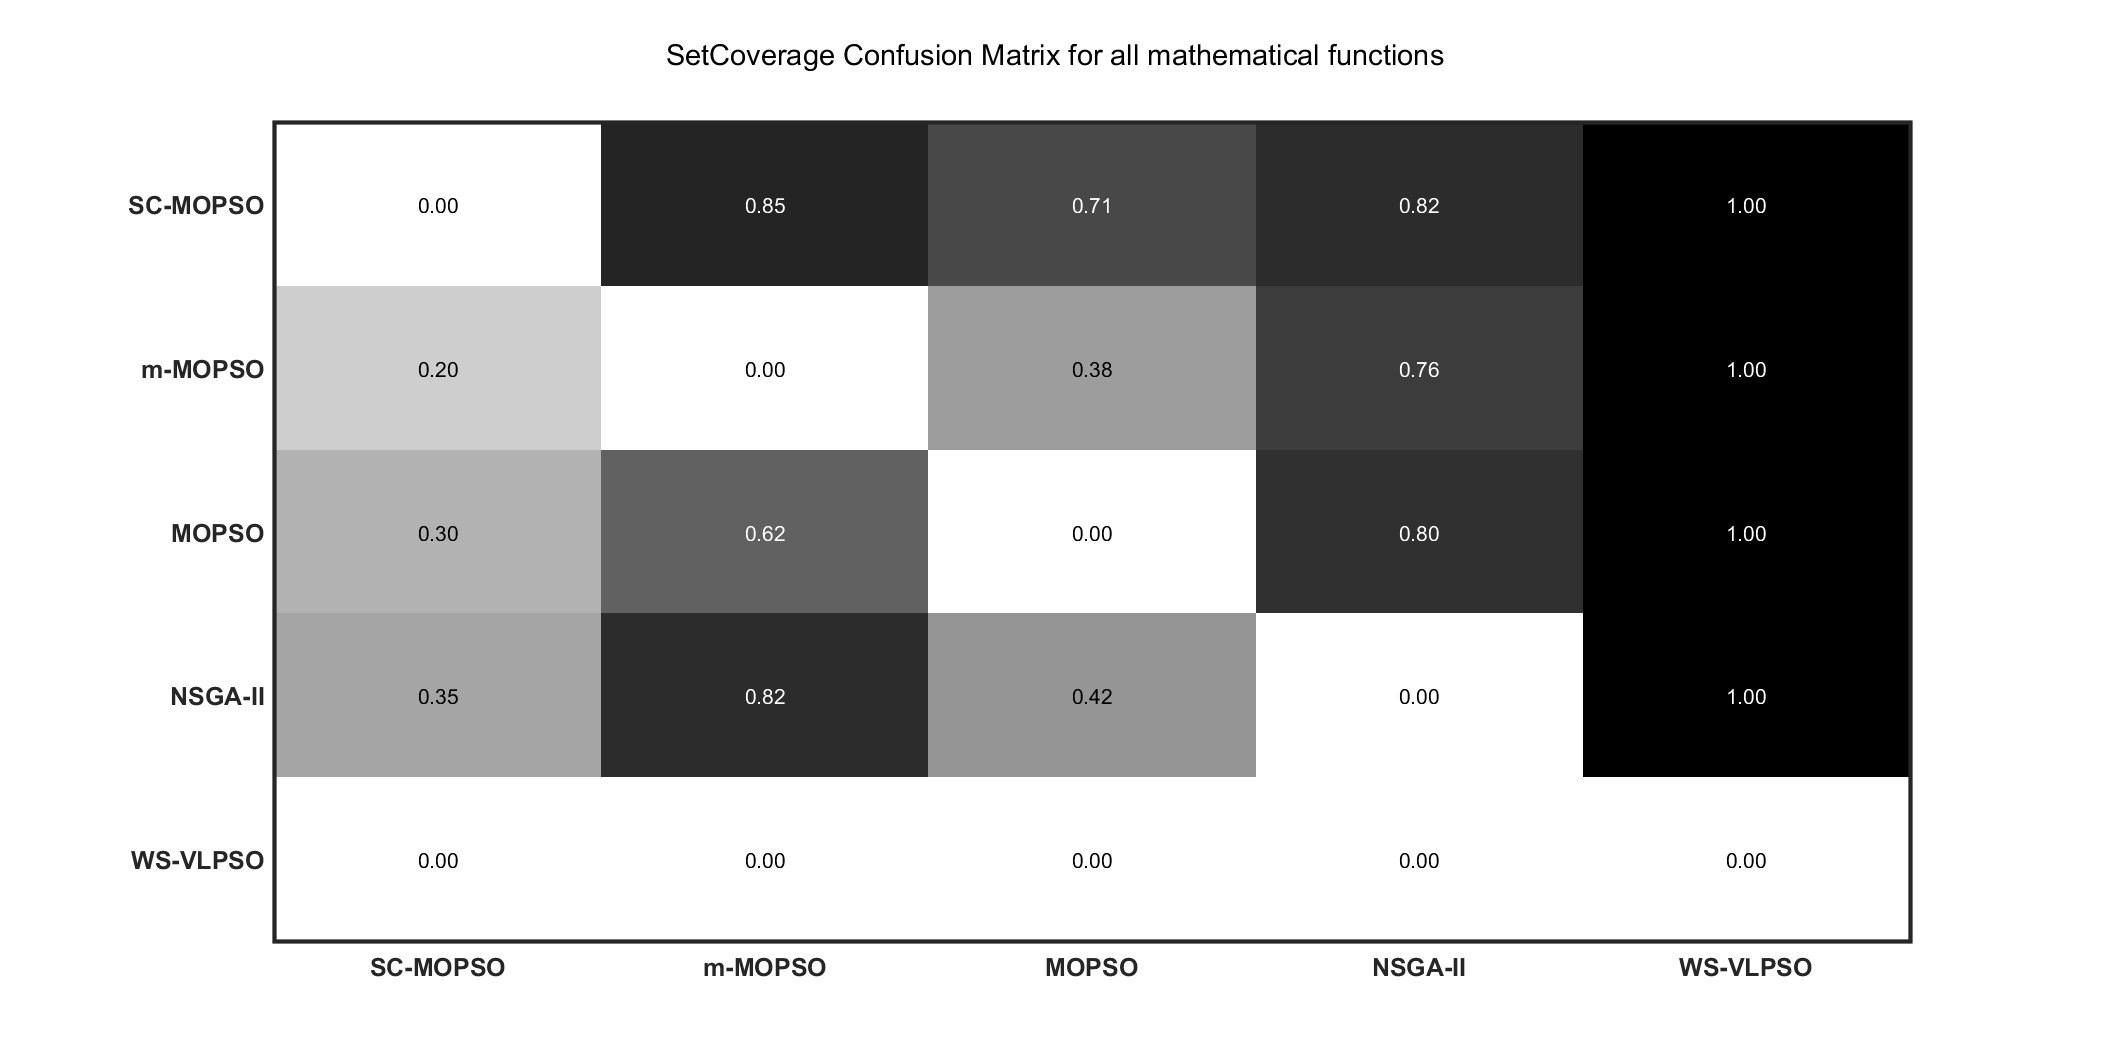 SetCoverage Confusion Matrix for all mathematical functions
SC-MOPSO 0.00 0.85 0.71 0.82 1.00
m-MOPSO 0.20 0.00 0.38 0.76 1.00
MOPSO 0.30 0.62 0.00 0.80 1.00
NSGA-II 0.35 0.82 0.42 0.00 1.00
WS-VLPSO 0.00 0.00 0.00 0.00 0.00
SC-MOPSO m-MOPSO MOPSO NSGA-II WS-VLPSO